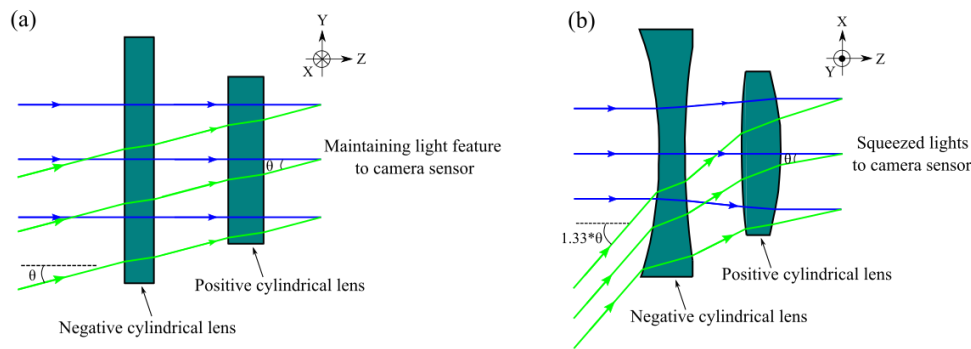 (a)
Y
X
Z
Maintaining light feature
to camera sensor
θ
θ
Positive cylindrical lens
Negative cylindrical lens
(b)
X
Y
Z
Squeezed lights
to camera sensor
θ
1.33*θ
Positive cylindrical lens
Negative cylindrical lens